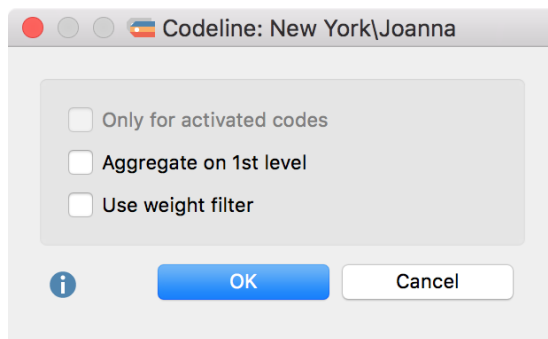 Codeline: New York\Joanna
Only for activated codes
Aggregate on 1st level
Use weight filter
OK
Cancel